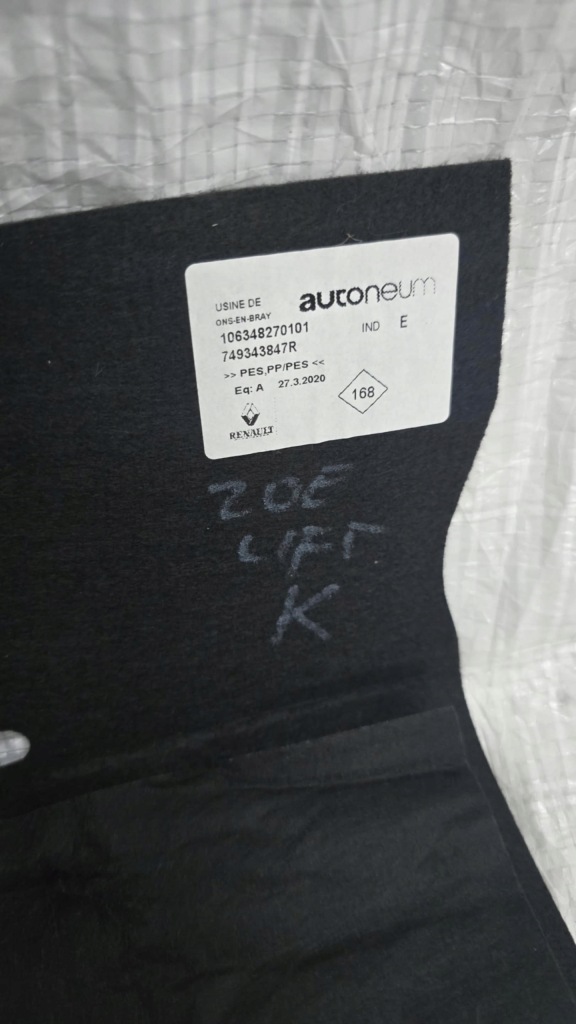 USINE DE
ONS-EN-BRAY
autoneum
106348270101
IND E
749343847R
>> PES,PP/PES <<
Eq: A 27.3.2020
168
RENAULT
ZOE
LIFT
K